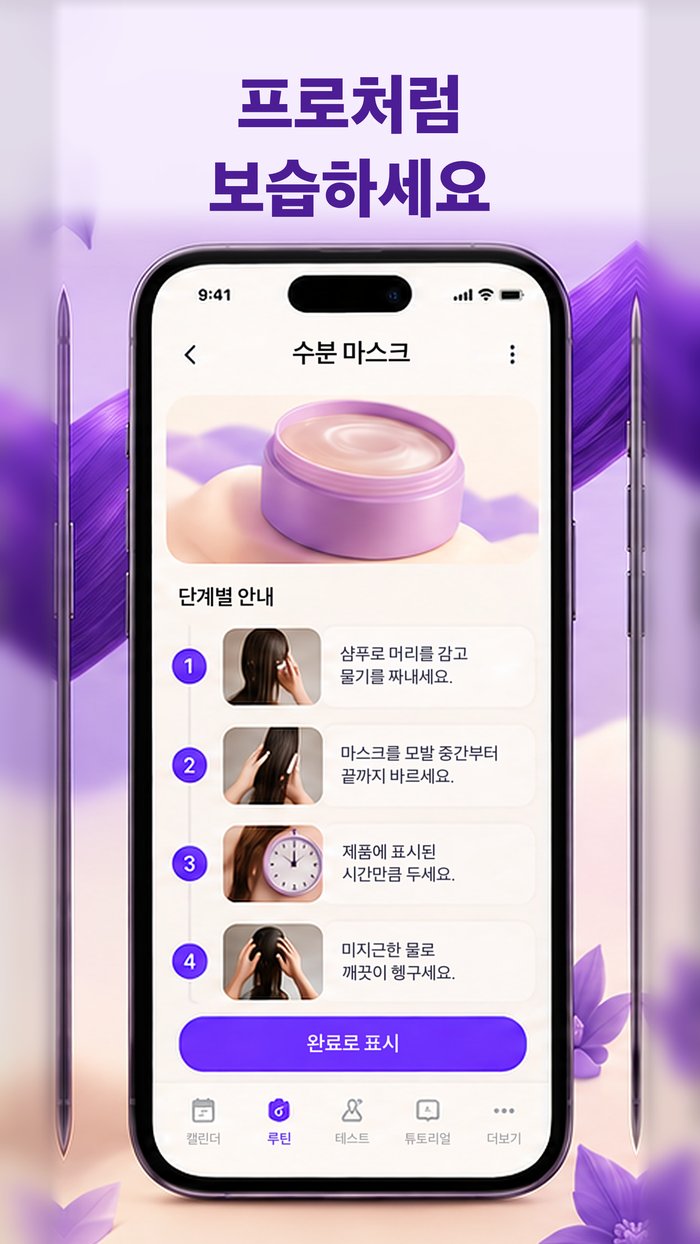 프로처럼
보습하세요
9:41
수분 마스크
단계별 안내
1
샴푸로 머리를 감고
물기를 짜내세요.
2
마스크를 모발 중간부터
끝까지 바르세요.
3
제품에 표시된
시간만큼 두세요.
4
미지근한 물로
깨끗이 헹구세요.
완료로 표시
캘린더
루틴
테스트
튜토리얼
더보기